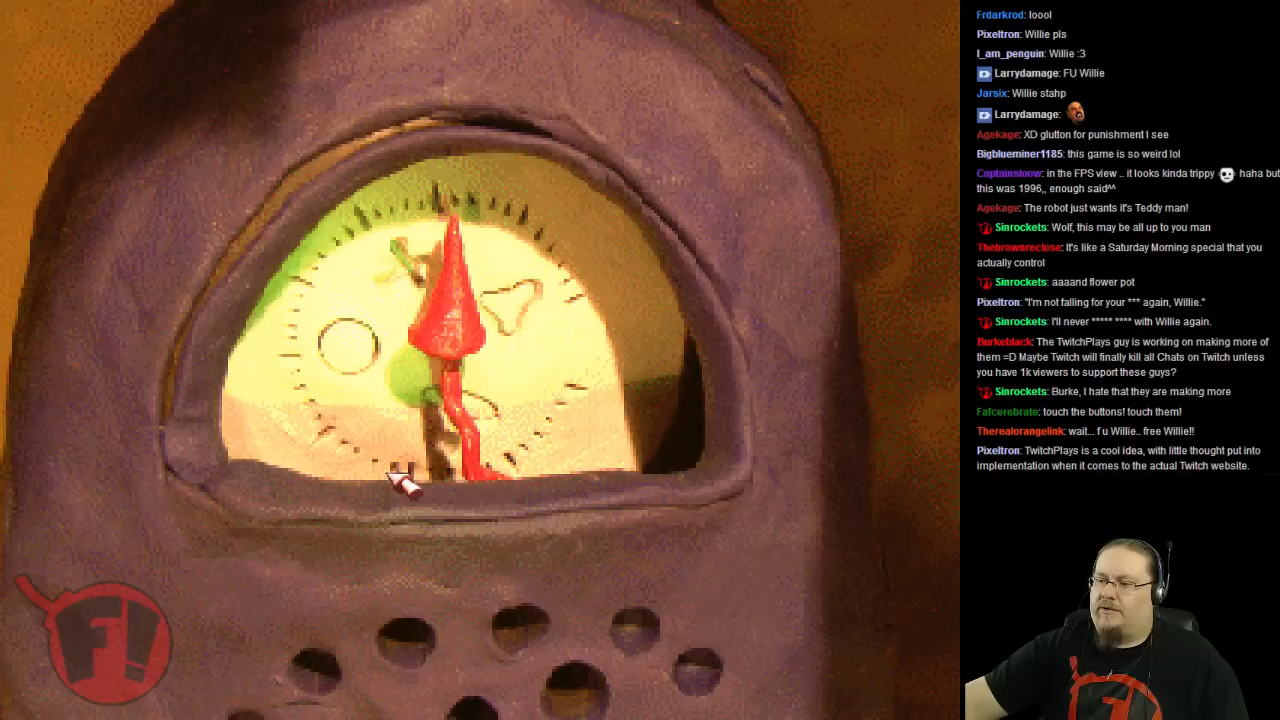 Frdarkrod: loool
Pixeltron: Willie pls
I_am_penguin: Willie :3
Larrydamage: FU Willie
Jarsix: Willie stahp
Larrydamage:
Agekage: XD glutton for punishment I see
Bigblueminer1185: this game is so weird lol
Captainsloow: in the FPS view .. it looks kinda trippy haha but
this was 1996,, enough said^^
Agekage: The robot just wants it's Teddy man!
Sinrockets: Wolf, this may be all up to you man
Thebrownrecluse: It's like a Saturday Morning special that you
actually control
Sinrockets: aaaand flower pot
Pixeltron: "I'm not falling for your *** again, Willie."
Sinrockets: I'll never ***** **** with Willie again.
Burkeblack: The TwitchPlays guy is working on making more of
them =D Maybe Twitch will finally kill all Chats on Twitch unless
you have 1k viewers to support these guys?
Sinrockets: Burke, I hate that they are making more
Fafcerebrate: touch the buttons! touch them!
Therealorangelink: wait... f u Willie.. free Willie!!
Pixeltron: TwitchPlays is a cool idea, with little thought put into
implementation when it comes to the actual Twitch website.
F!
F!